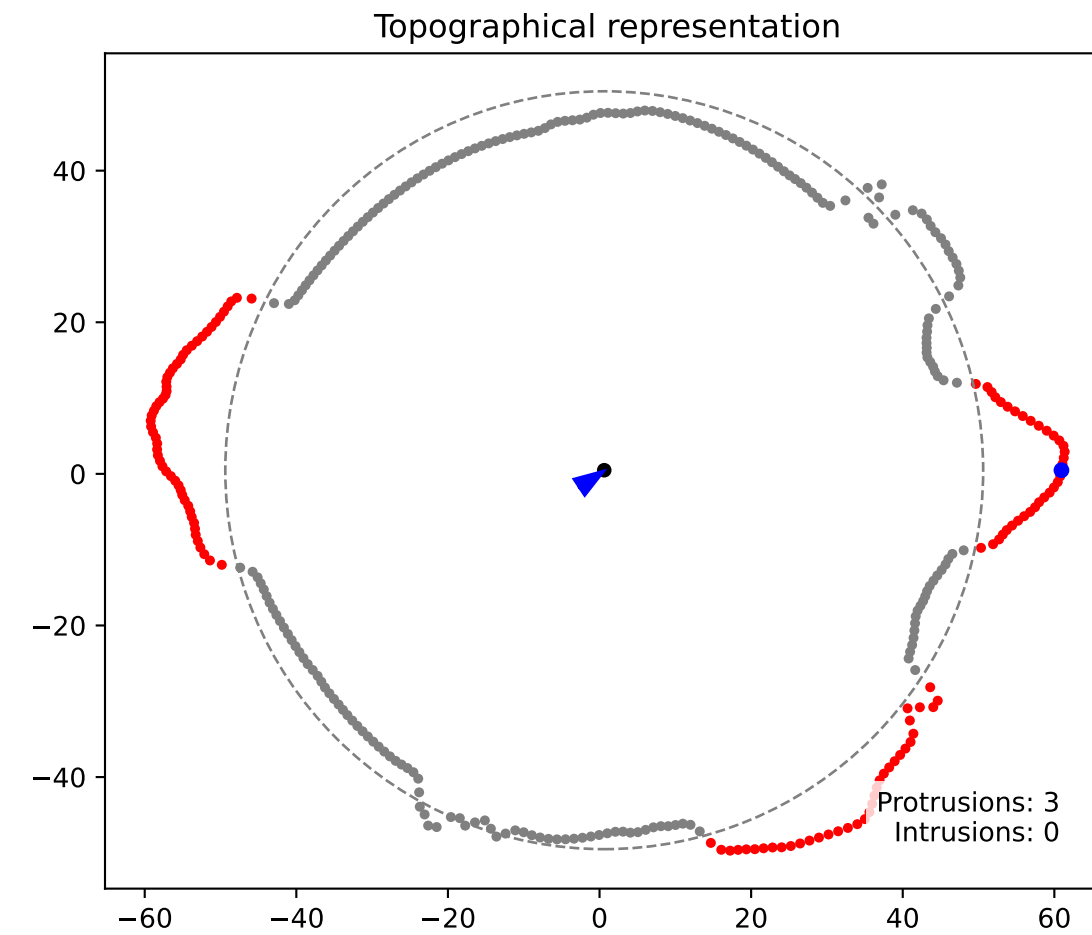 Topographical representation
40
20
0
−20
−40
Protrusions: 3
Intrusions: 0
−60 −40 −20 0 20 40 60